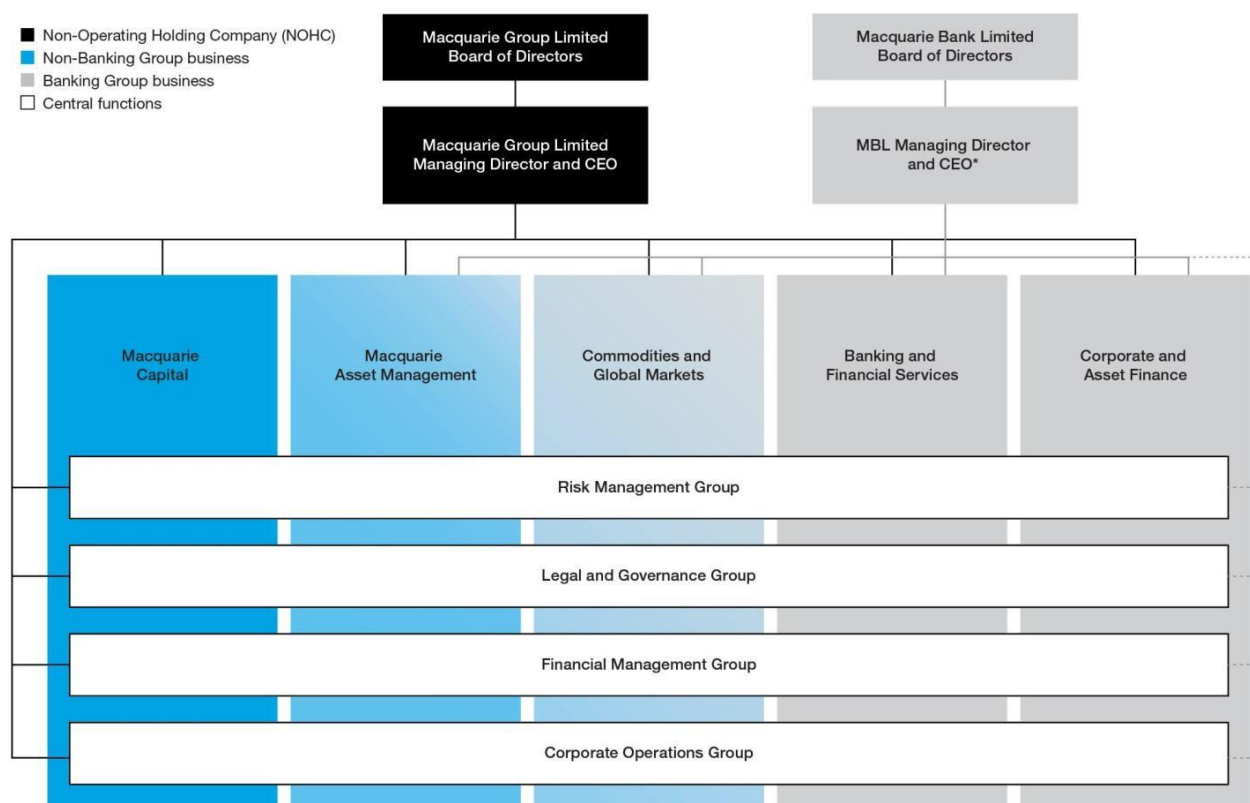 Non-Operating Holding Company (NOHC)
Non-Banking Group business
Banking Group business
Central functions
Macquarie Group Limited
Board of Directors
Macquarie Bank Limited
Board of Directors
Macquarie Group Limited
Managing Director and CEO
MBL Managing Director
and CEO*
Macquarie
Capital
Macquarie
Asset Management
Commodities and
Global Markets
Banking and
Financial Services
Corporate and
Asset Finance
Risk Management Group
Legal and Governance Group
Financial Management Group
Corporate Operations Group